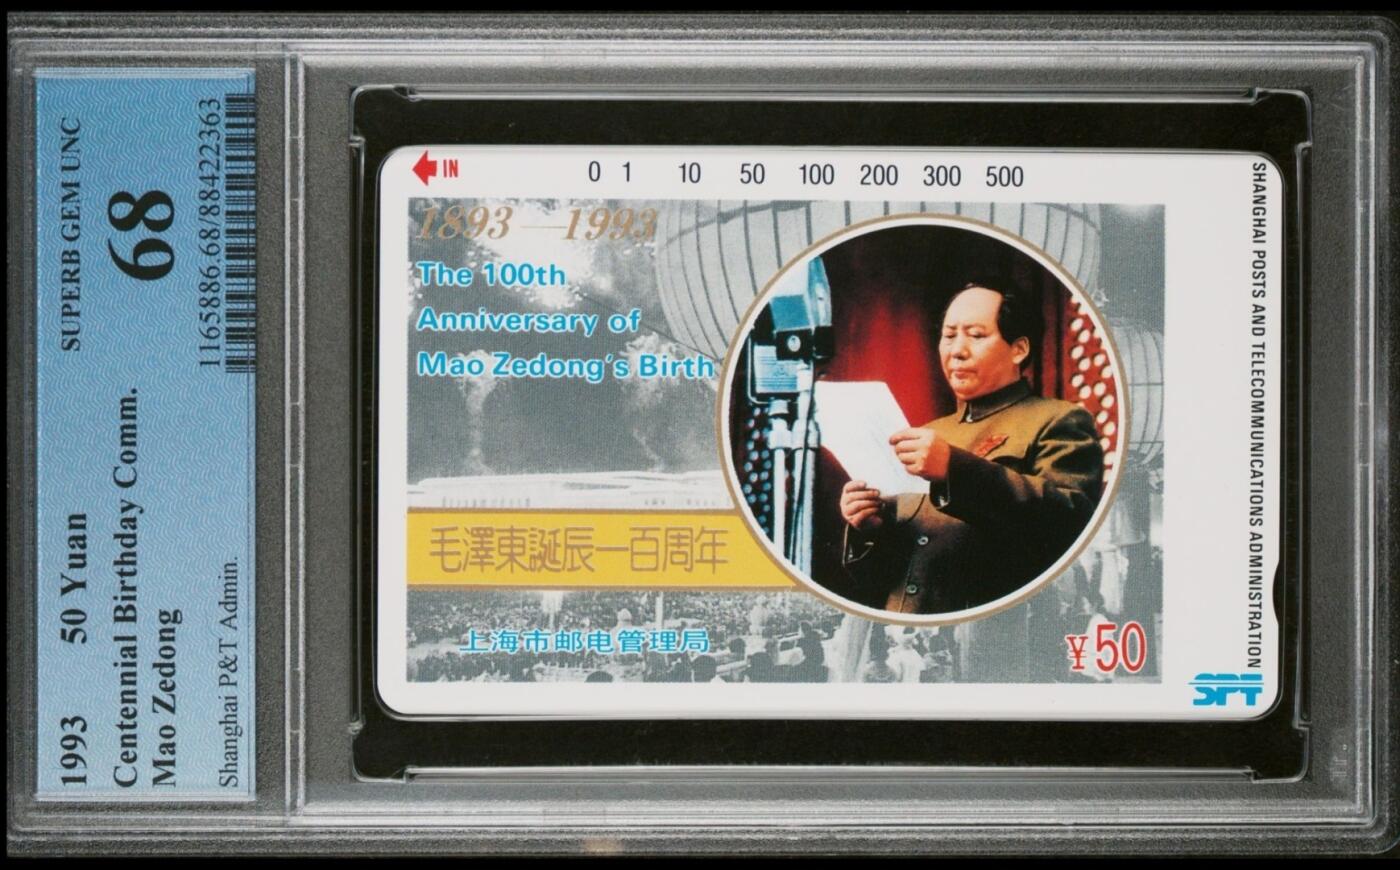 1993 50 Yuan SUPERB GEM UNC
Centennial Birthday Comm. 68
Mao Zedong
Shanghai P&T Admin. 1165886.68/88422363
IN 0 1 10 50 100 200 300 500
1893—1993
The 100th
Anniversary of
Mao Zedong's Birth
毛澤東誕辰一百周年
上海市邮电管理局
¥50
SHANGHAI POSTS AND TELECOMMUNICATIONS ADMINISTRATION
SPT